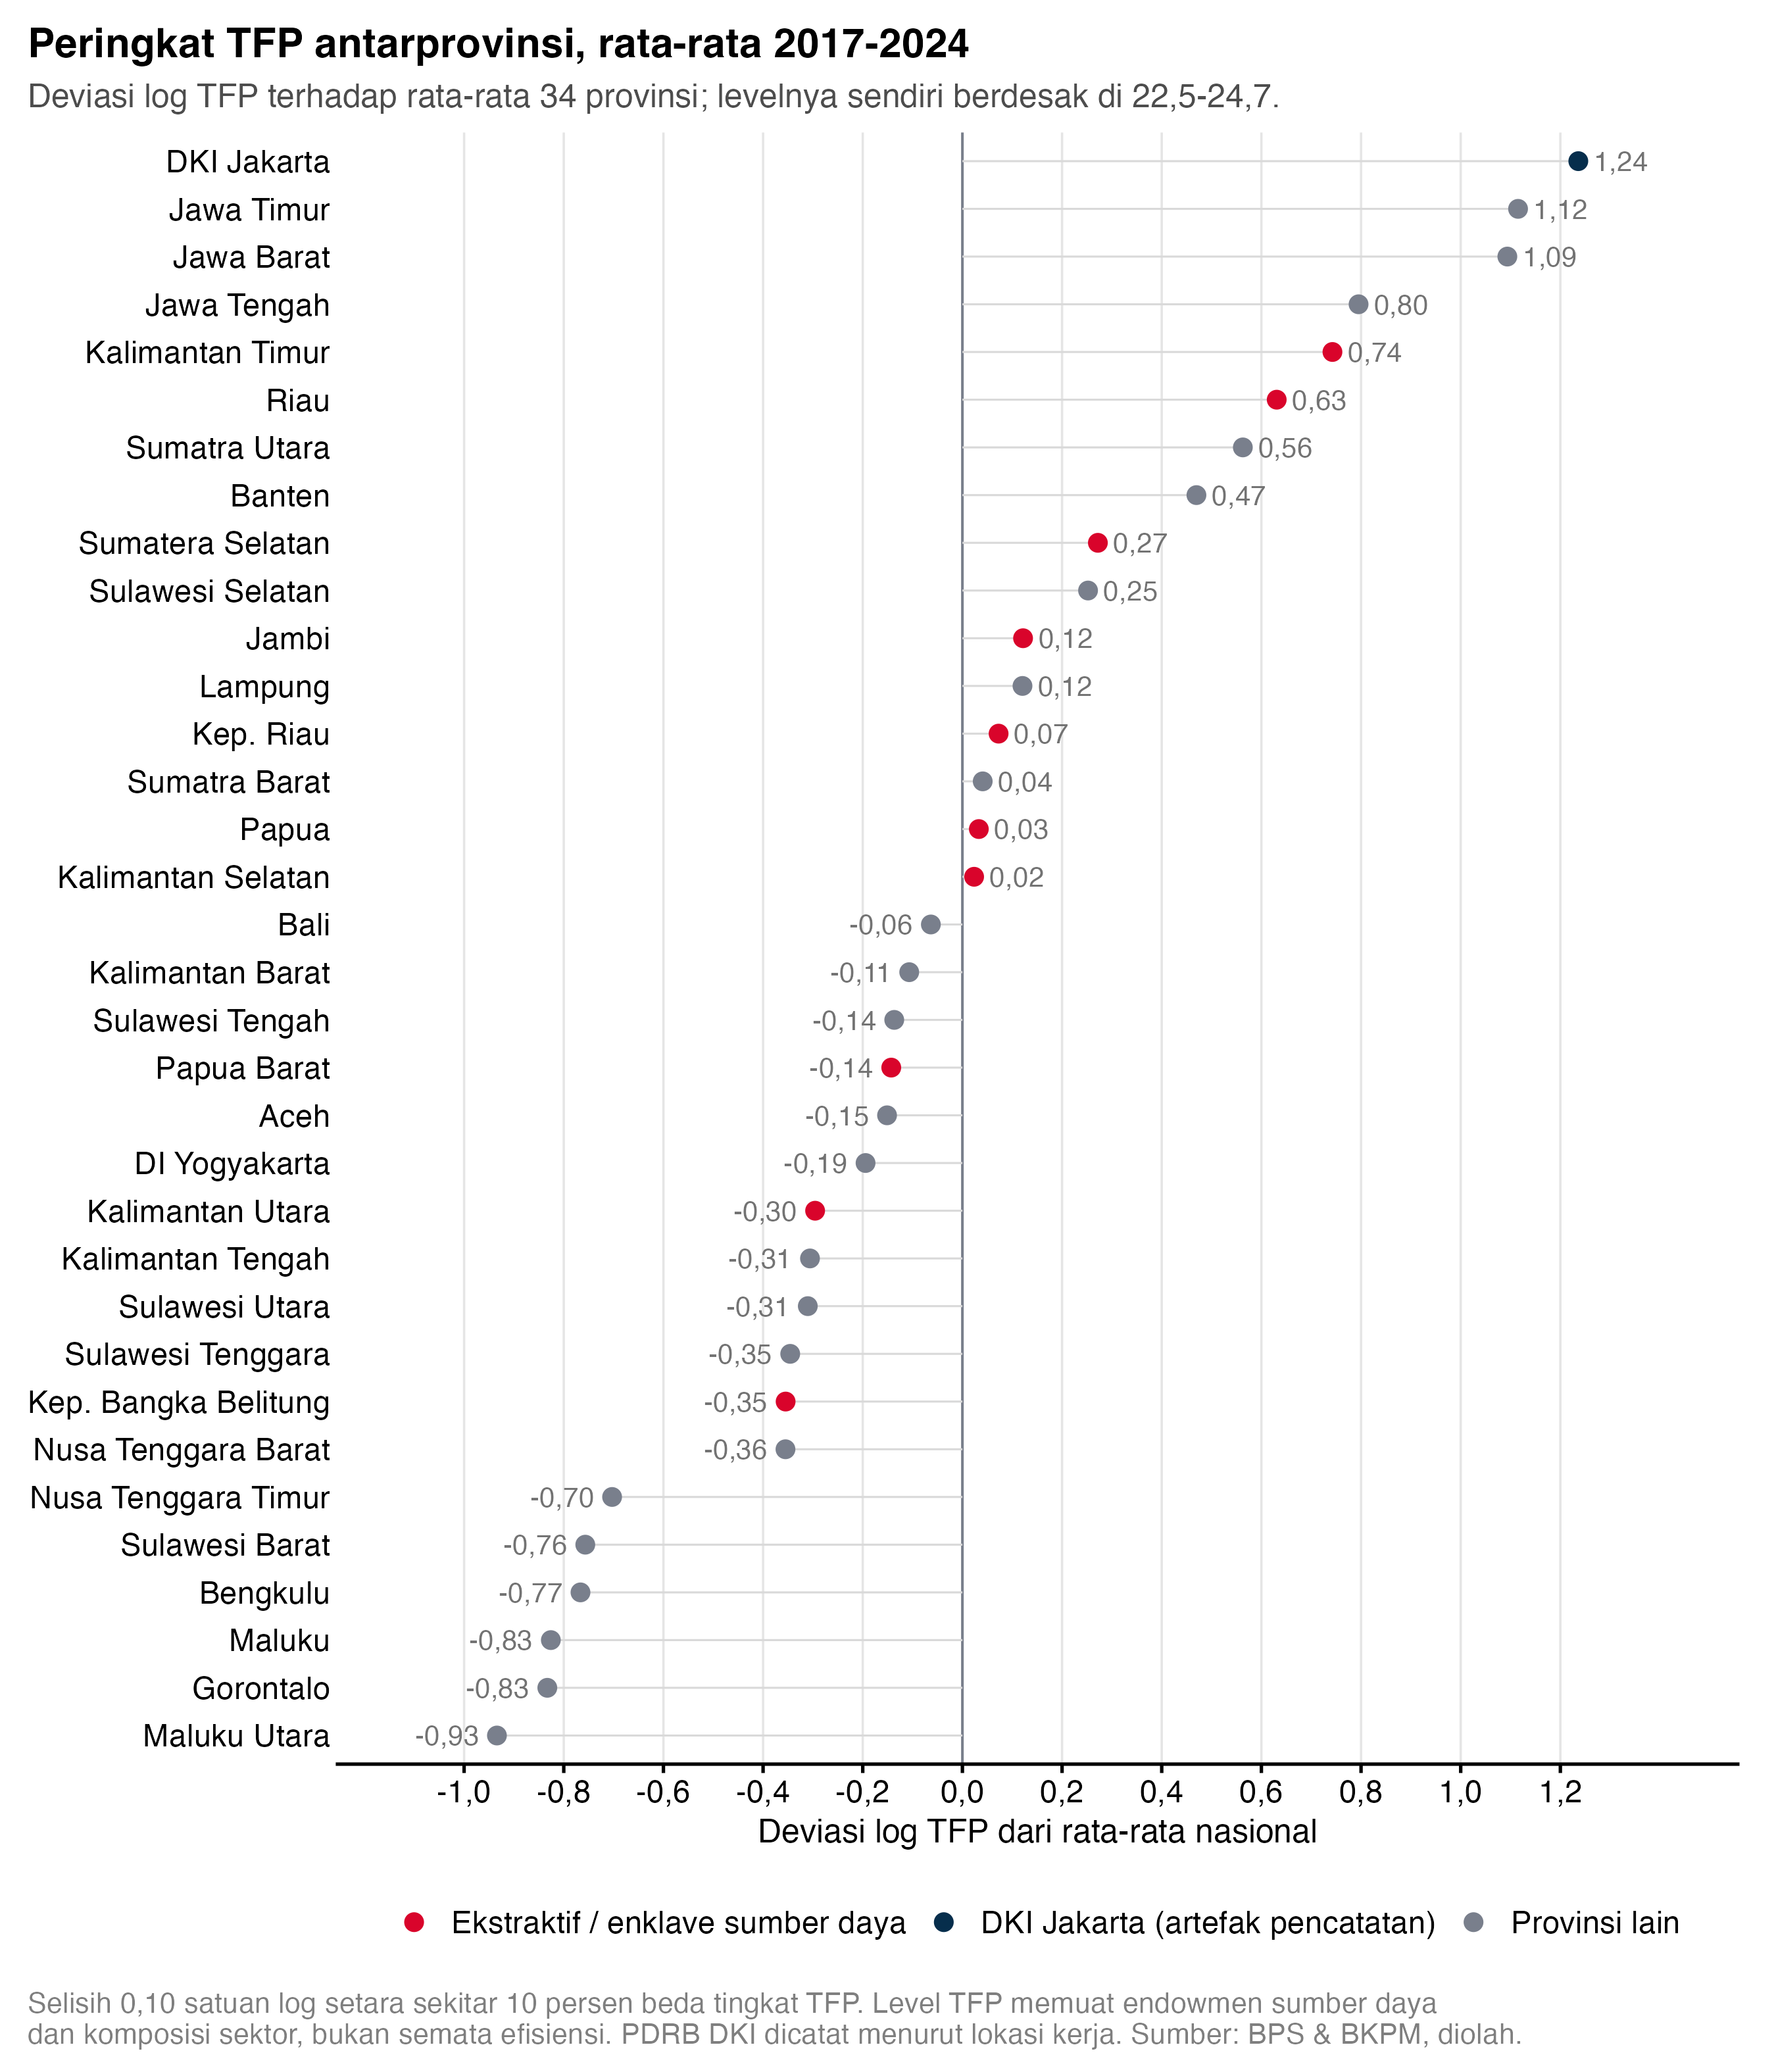 Peringkat TFP antarprovinsi, rata-rata 2017-2024
Deviasi log TFP terhadap rata-rata 34 provinsi; levelnya sendiri berdesak di 22,5-24,7.
DKI Jakarta 1,24
Jawa Timur 1,12
Jawa Barat 1,09
Jawa Tengah 0,80
Kalimantan Timur 0,74
Riau 0,63
Sumatra Utara 0,56
Banten 0,47
Sumatera Selatan 0,27
Sulawesi Selatan 0,25
Jambi 0,12
Lampung 0,12
Kep. Riau 0,07
Sumatra Barat 0,04
Papua 0,03
Kalimantan Selatan 0,02
Bali -0,06
Kalimantan Barat -0,11
Sulawesi Tengah -0,14
Papua Barat -0,14
Aceh -0,15
DI Yogyakarta -0,19
Kalimantan Utara -0,30
Kalimantan Tengah -0,31
Sulawesi Utara -0,31
Sulawesi Tenggara -0,35
Kep. Bangka Belitung -0,35
Nusa Tenggara Barat -0,36
Nusa Tenggara Timur -0,70
Sulawesi Barat -0,76
Bengkulu -0,77
Maluku -0,83
Gorontalo -0,83
Maluku Utara -0,93
-1,0 -0,8 -0,6 -0,4 -0,2 0,0 0,2 0,4 0,6 0,8 1,0 1,2
Deviasi log TFP dari rata-rata nasional
Ekstraktif / enklave sumber daya DKI Jakarta (artefak pencatatan) Provinsi lain
Selisih 0,10 satuan log setara sekitar 10 persen beda tingkat TFP. Level TFP memuat endowmen sumber daya
dan komposisi sektor, bukan semata efisiensi. PDRB DKI dicatat menurut lokasi kerja. Sumber: BPS & BKPM, diolah.